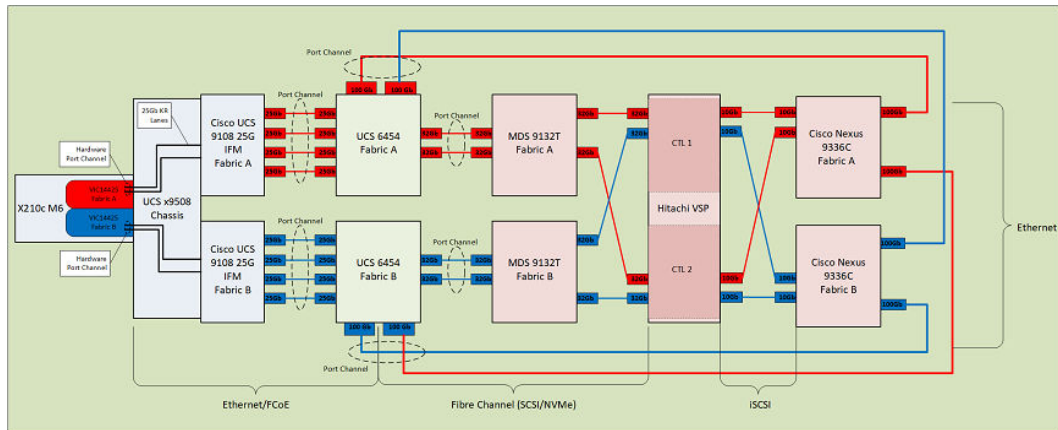 Port Channel
100 Gb
100 Gb
25Gb KR
Lanes
Port Channel
Port Channel
Hardware
Port Channel
Cisco UCS
9108 25G
IFM
Fabric A
25Gb
25Gb
25Gb
25Gb
25Gb
25Gb
25Gb
25Gb
UCS 6454
Fabric A
32Gb
32Gb
32Gb
32Gb
MDS 9132T
Fabric A
32Gb
32Gb
32Gb
32Gb
CTL 1
10Gb
10Gb
10Gb
10Gb
Cisco Nexus
9336C
Fabric A
100Gb
100Gb
X210c M6
VIC14425
Fabric A
VIC14425
Fabric B
UCS x9508
Chassis
Hitachi VSP
Ethernet
Hardware
Port Channel
Cisco UCS
9108 25G
IFM
Fabric B
25Gb
25Gb
25Gb
25Gb
25Gb
25Gb
25Gb
25Gb
UCS 6454
Fabric B
Port Channel
32Gb
32Gb
32Gb
32Gb
MDS 9132T
Fabric B
32Gb
32Gb
32Gb
32Gb
CTL 2
10Gb
10Gb
10Gb
10Gb
Cisco Nexus
9336C
Fabric B
100Gb
100Gb
100 Gb
100 Gb
Port Channel
Ethernet/FCoE
Fibre Channel (SCSI/NVMe)
iSCSI